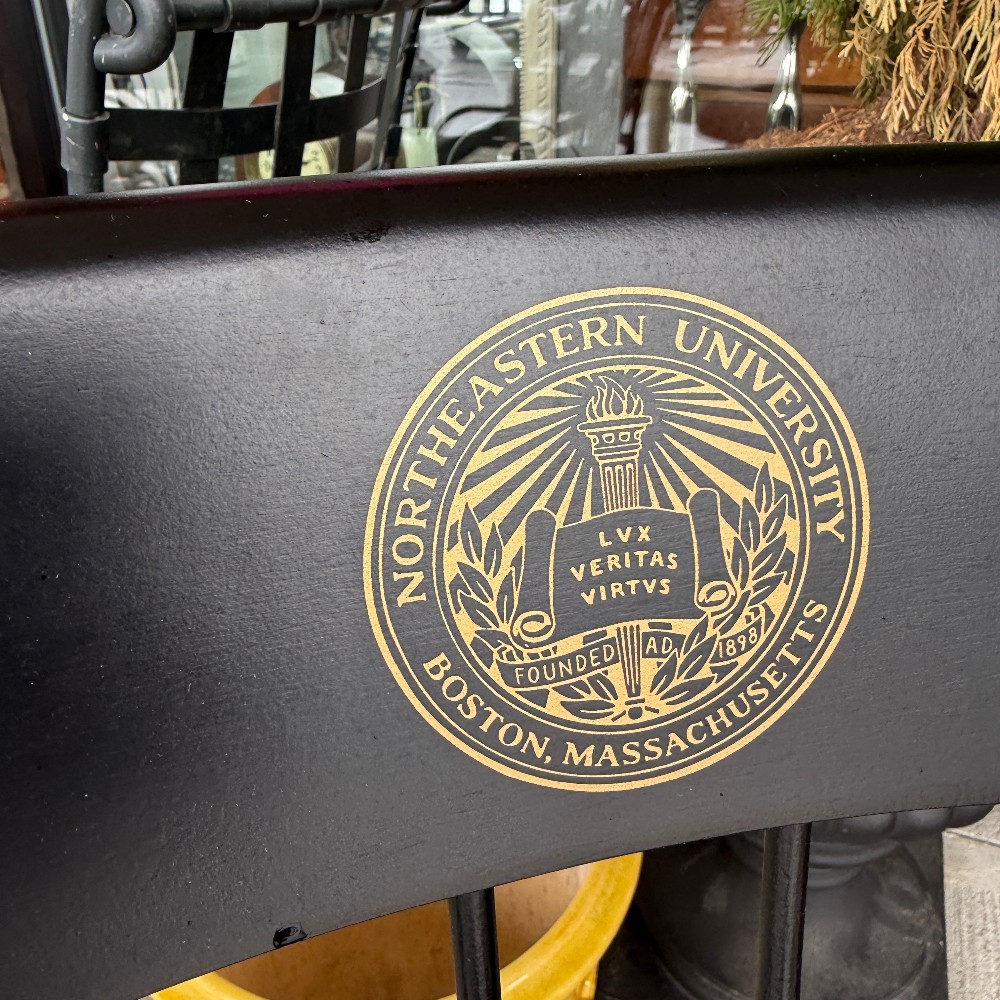 NORTHEASTERN UNIVERSITY
LVX
VERITAS
VIRTVS
FOUNDED AD 1898
BOSTON, MASSACHUSETTS